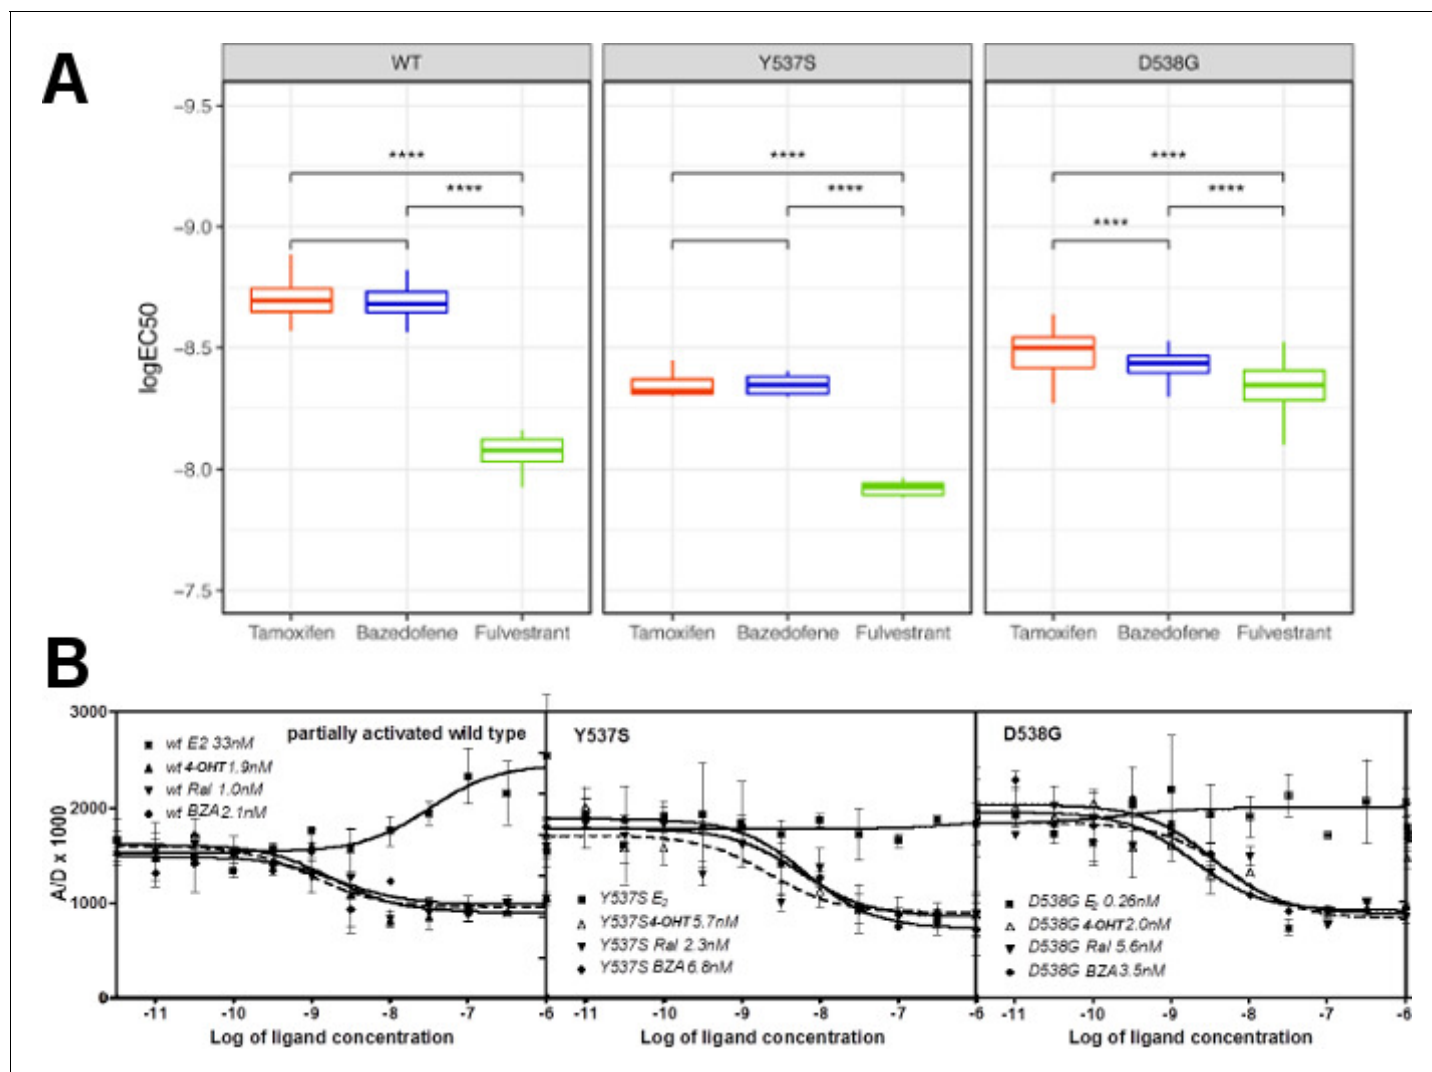 A
WT
Y537S
D538G
logEC50
−9.5
−9.0
−8.5
−8.0
−7.5
****
****
****
****
****
****
****
Tamoxifen
Bazedofene
Fulvestrant
Tamoxifen
Bazedofene
Fulvestrant
Tamoxifen
Bazedofene
Fulvestrant
B
A/D x 1000
3000
2000
1000
0
partially activated wild type
wt E2 33nM
wt 4-OHT 1.9nM
wt Ral 1.0nM
wt BZA 2.1nM
Y537S
Y537S E2
Y537S 4-OHT 5.7nM
Y537S Ral 2.3nM
Y537S BZA 6.8nM
D538G
D538G E2 0.26nM
D538G 4-OHT 2.0nM
D538G Ral 5.6nM
D538G BZA 3.5nM
-11 -10 -9 -8 -7 -6
-11 -10 -9 -8 -7 -6
-11 -10 -9 -8 -7 -6
Log of ligand concentration
Log of ligand concentration
Log of ligand concentration